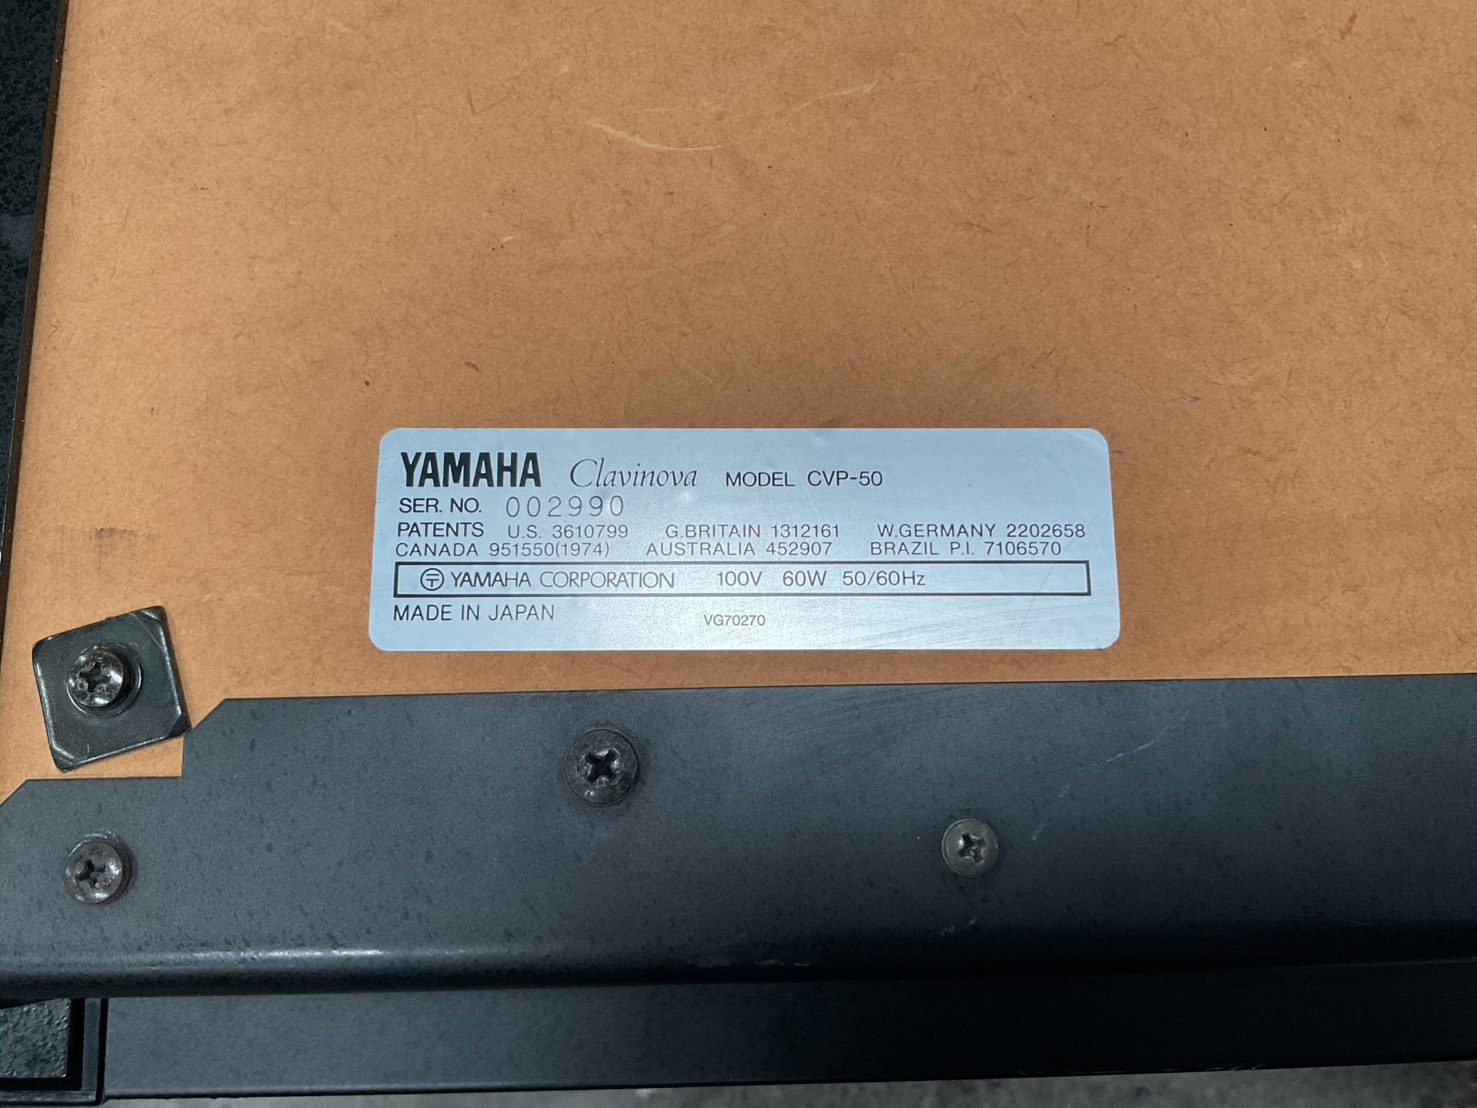 YAMAHA Clavinova MODEL CVP-50
SER. NO. 002990
PATENTS U.S. 3610799 G.BRITAIN 1312161 W.GERMANY 2202658
CANADA 951550(1974) AUSTRALIA 452907 BRAZIL P.I. 7106570
〒 YAMAHA CORPORATION 100V 60W 50/60Hz
MADE IN JAPAN VG70270